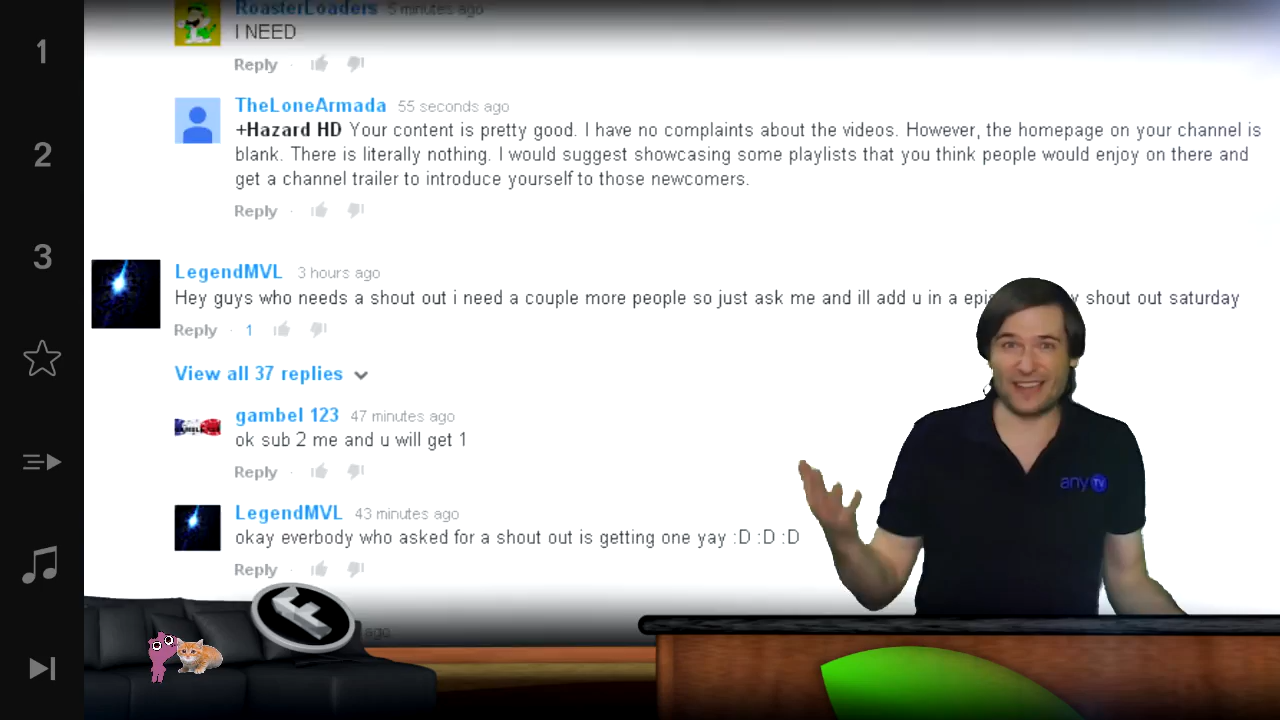 1
2
3
RoasterLoaders 5 minutes ago
I NEED
Reply
TheLoneArmada 55 seconds ago
+Hazard HD Your content is pretty good. I have no complaints about the videos. However, the homepage on your channel is
blank. There is literally nothing. I would suggest showcasing some playlists that you think people would enjoy on there and
get a channel trailer to introduce yourself to those newcomers.
Reply
LegendMVL 3 hours ago
Hey guys who needs a shout out i need a couple more people so just ask me and ill add u in a shout out saturday
Reply 1
View all 37 replies
gambel 123 47 minutes ago
ok sub 2 me and u will get 1
Reply
LegendMVL 43 minutes ago
okay everbody who asked for a shout out is getting one yay :D :D :D
Reply
ago
any TV
F